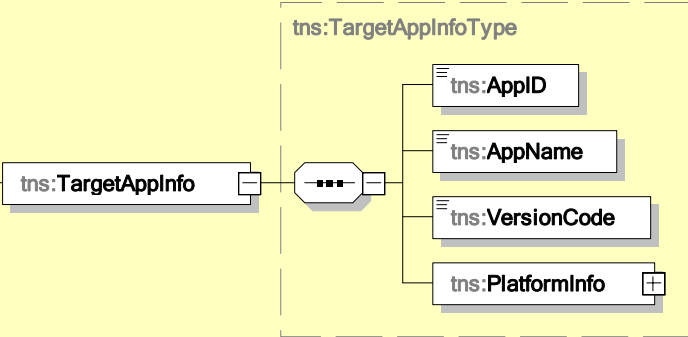 tns:TargetAppInfoType
tns:AppID
tns:AppName
tns:TargetAppInfo
tns:VersionCode
tns:PlatformInfo